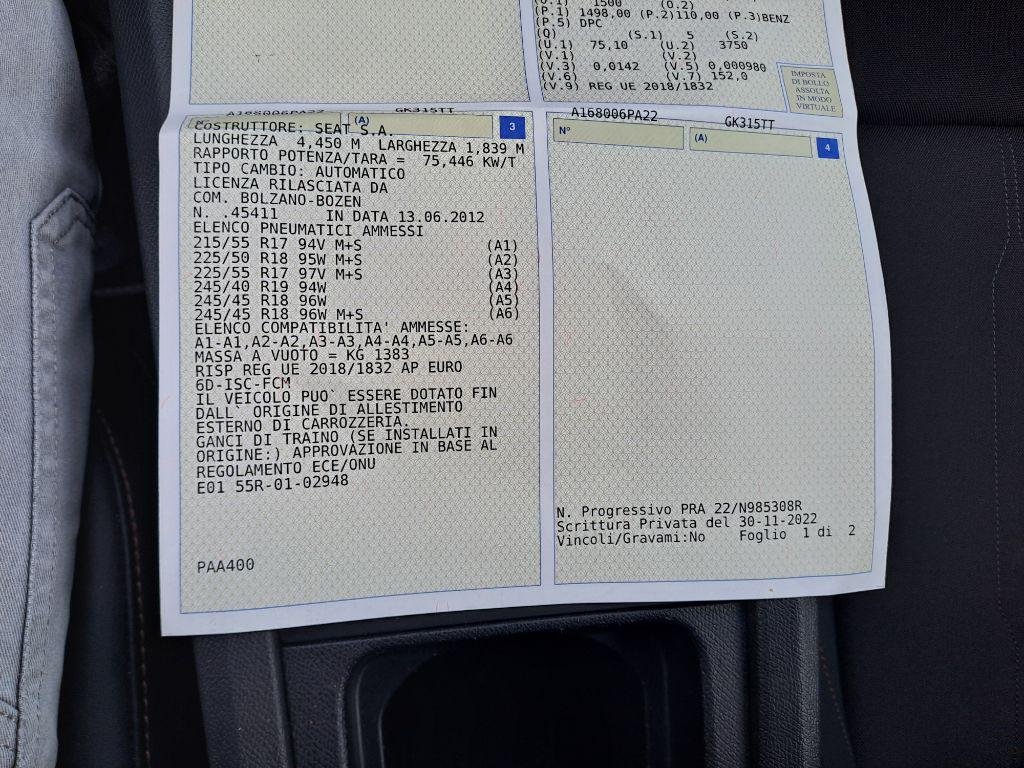 1500 (O.2)
(P.1) 1498,00 (P.2)110,00 (P.3)BENZ
(P.5) DPC
(Q) (S.1) 5 (S.2)
(U.1) 75,10 (U.2) 3750
(V.1) (V.2)
(V.3) 0,0142 (V.5) 0,000980
(V.6) (V.7) 152,0
(V.9) REG UE 2018/1832
IMPOSTA
DI BOLLO
ASSOLTA
IN MODO
VIRTUALE
A168006PA22 GK315TT
N° (A) 3
COSTRUTTORE: SEAT S.A.
LUNGHEZZA 4,450 M LARGHEZZA 1,839 M
RAPPORTO POTENZA/TARA = 75,446 KW/T
TIPO CAMBIO: AUTOMATICO
LICENZA RILASCIATA DA
COM. BOLZANO-BOZEN
N. .45411 IN DATA 13.06.2012
ELENCO PNEUMATICI AMMESSI
215/55 R17 94V M+S (A1)
225/50 R18 95W M+S (A2)
225/55 R17 97V M+S (A3)
245/40 R19 94W (A4)
245/45 R18 96W (A5)
245/45 R18 96W M+S (A6)
ELENCO COMPATIBILITA' AMMESSE:
A1-A1,A2-A2,A3-A3,A4-A4,A5-A5,A6-A6
MASSA A VUOTO = KG 1383
RISP REG UE 2018/1832 AP EURO
6D-ISC-FCM
IL VEICOLO PUO` ESSERE DOTATO FIN
DALL` ORIGINE DI ALLESTIMENTO
ESTERNO DI CARROZZERIA.
GANCI DI TRAINO (SE INSTALLATI IN
ORIGINE:) APPROVAZIONE IN BASE AL
REGOLAMENTO ECE/ONU
E01 55R-01-02948
PAA400
A168006PA22 GK315TT
N° (A) 4
N. Progressivo PRA 22/N985308R
Scrittura Privata del 30-11-2022
Vincoli/Gravami:No Foglio 1 di 2